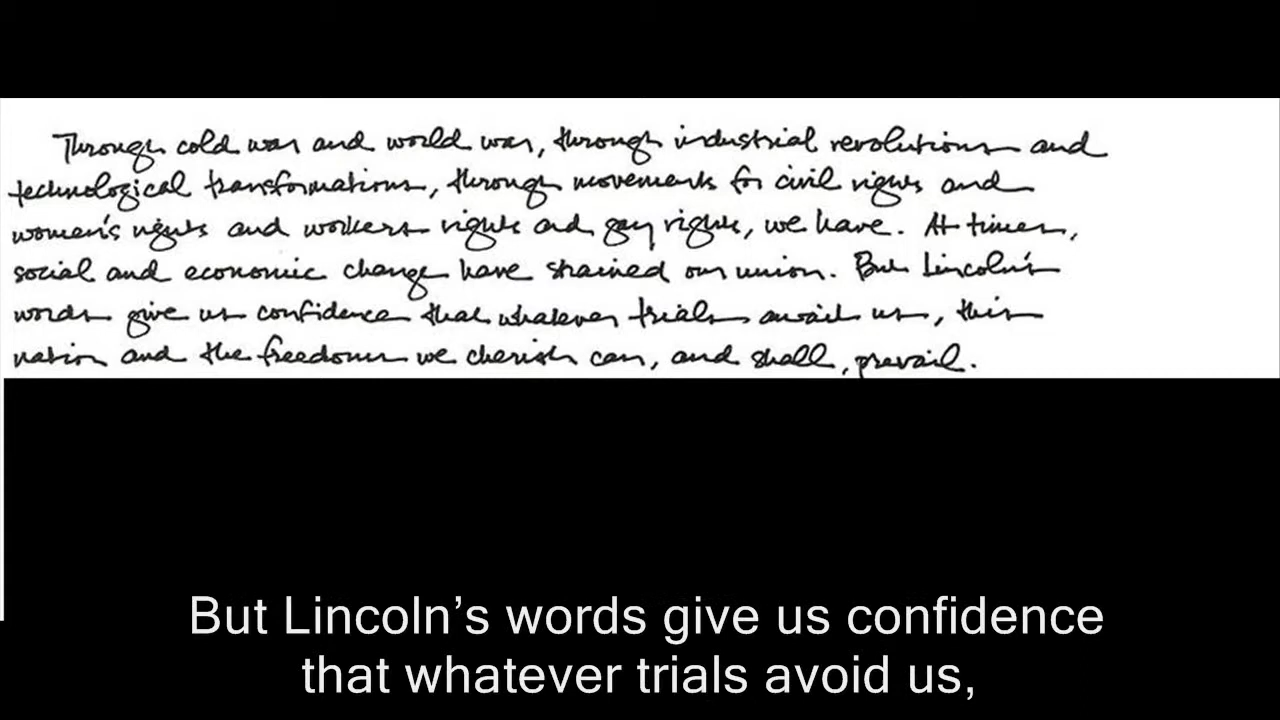 Through cold war and world war, through industrial revolutions and
technological transformations, through movements for civil rights and
women's rights and workers rights and gay rights, we have. At times,
social and economic change have strained our union. But Lincoln's
words give us confidence that whatever trials await us, this
nation and the freedom we cherish can, and shall, prevail.
But Lincoln’s words give us confidence
that whatever trials avoid us,